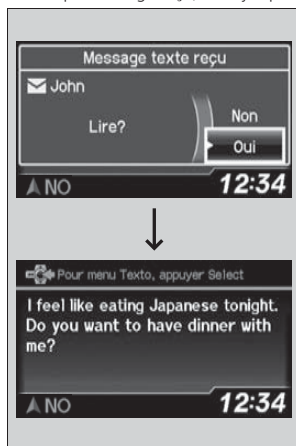 Message texte reçu
John
Lire?
Non
Oui
NO
12:34
Pour menu Texto, appuyer Select
I feel like eating Japanese tonight.
Do you want to have dinner with
me?
NO
12:34